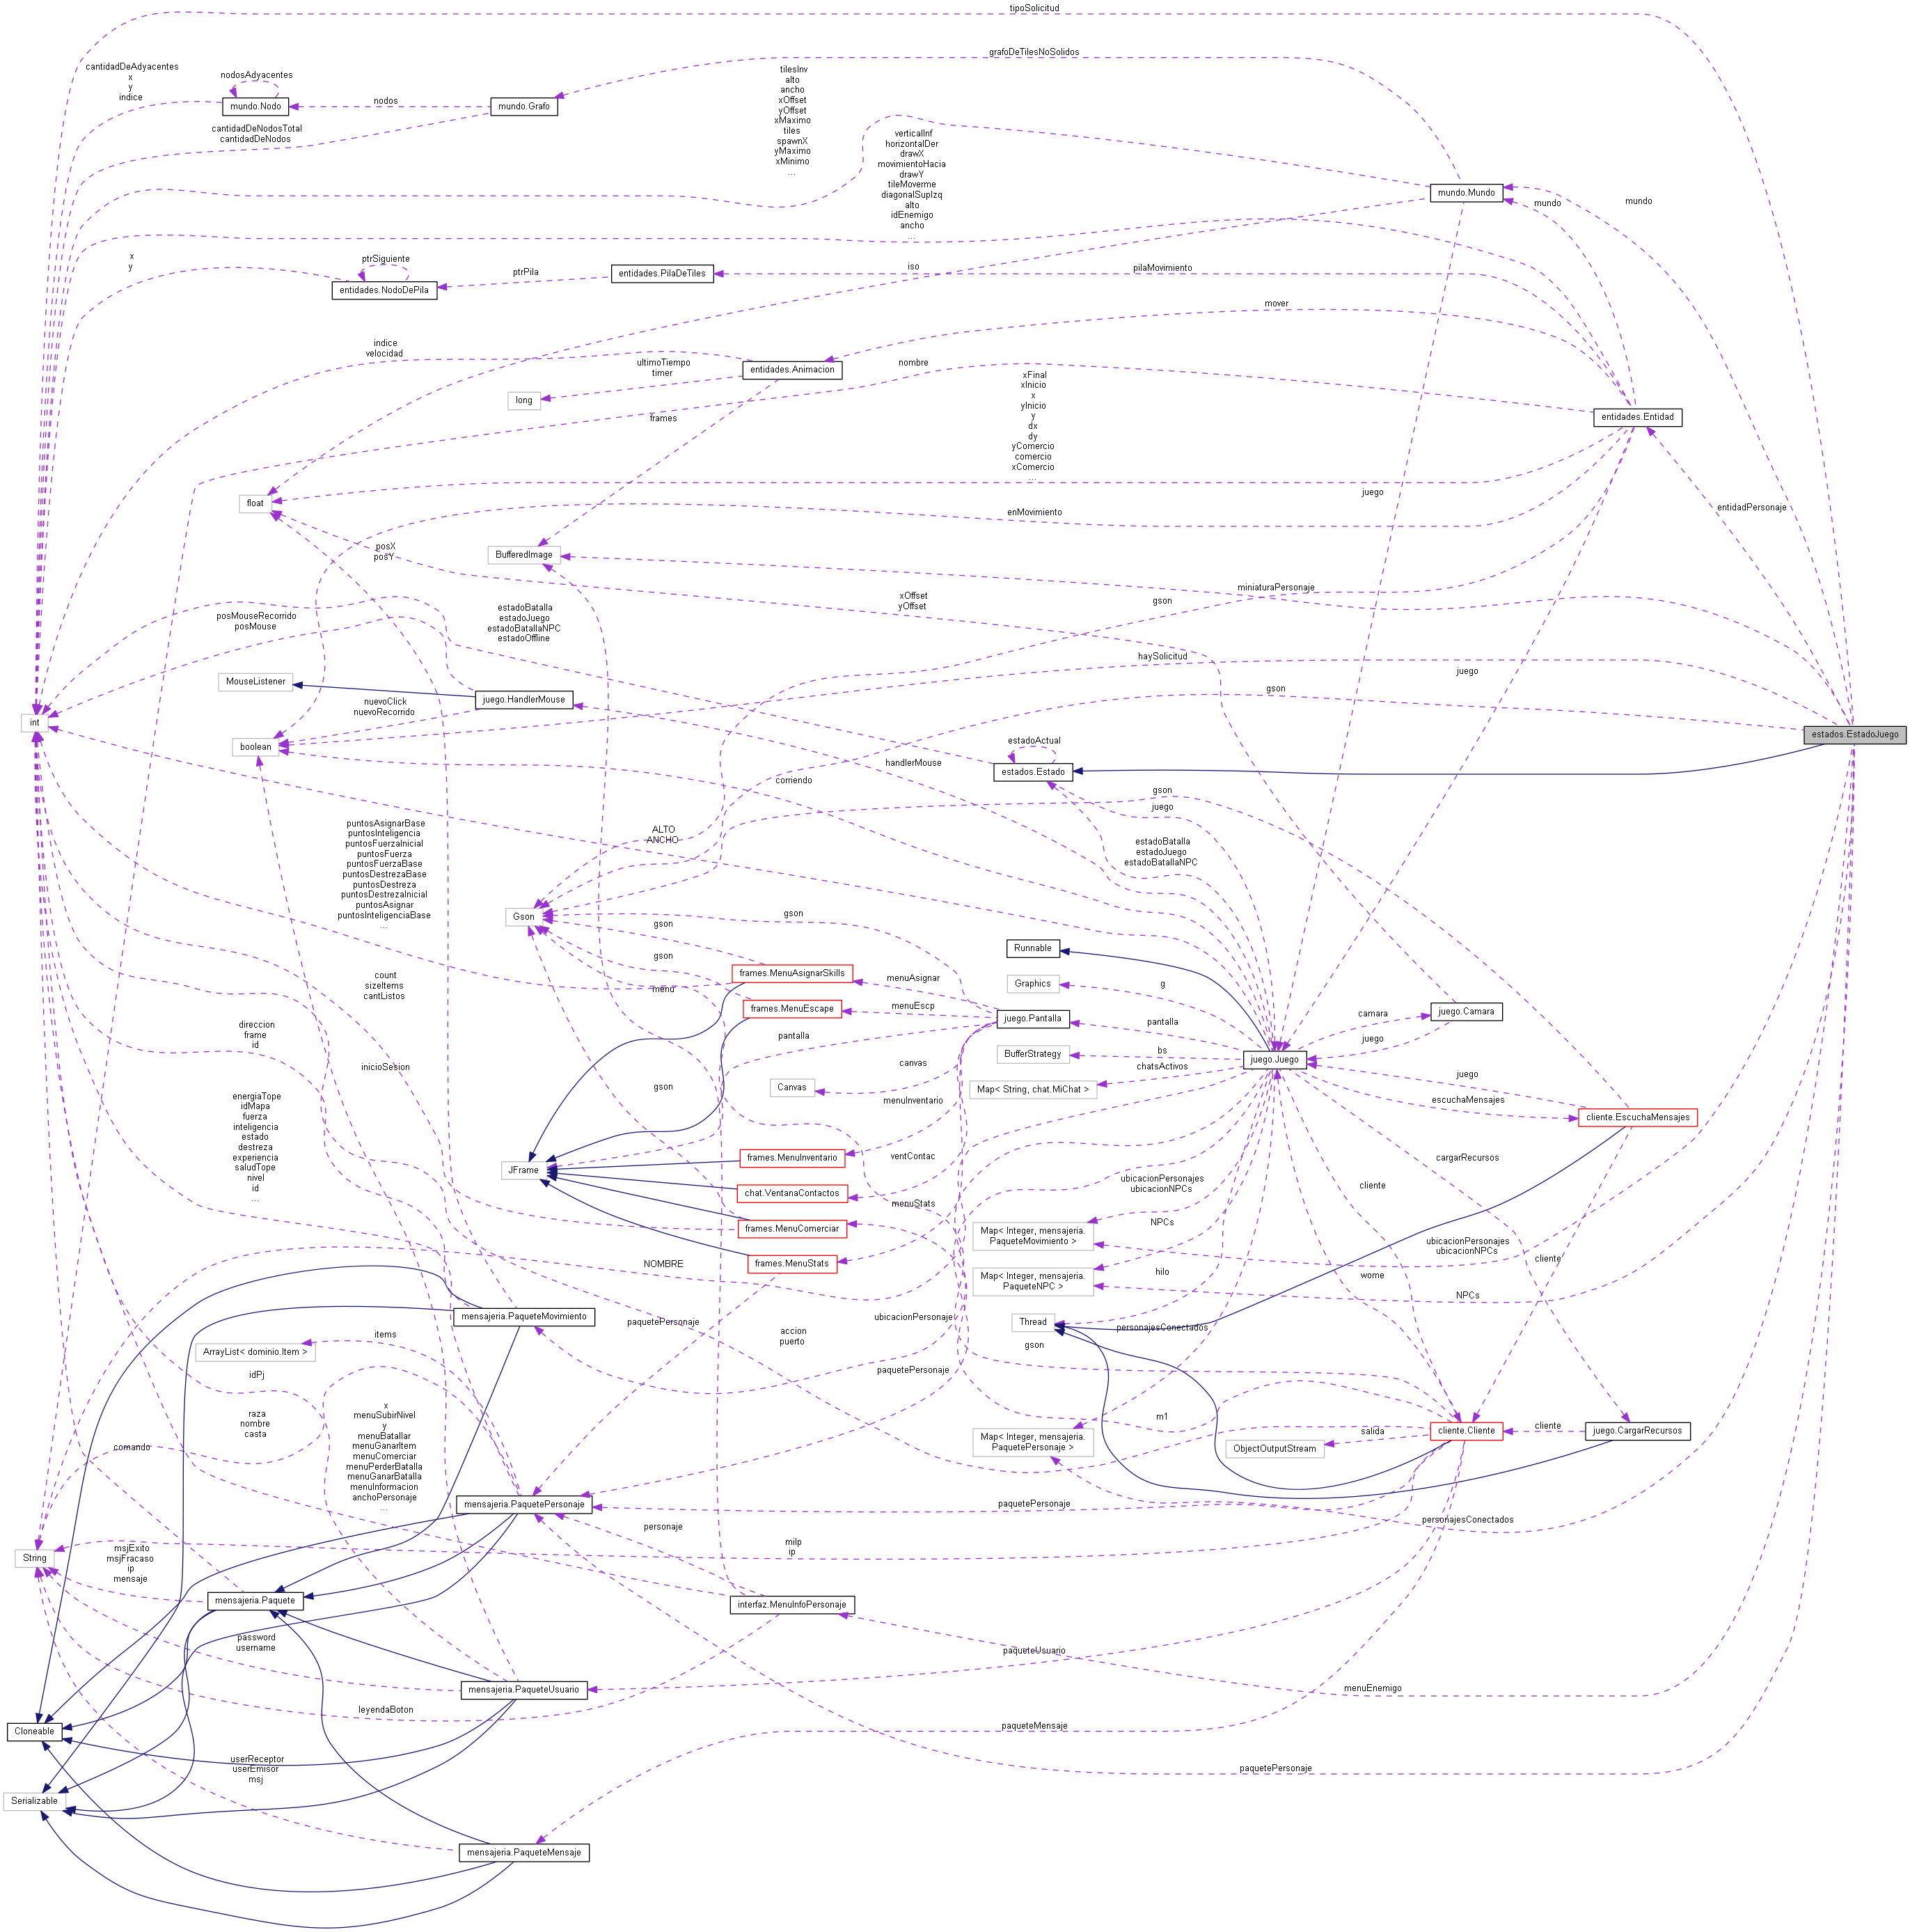 tipoSolicitud
grafoDeTilesNoSolidos
cantidadDeAdyacentes
x
y
indice
nodosAdyacentes
mundo.Nodo
nodos
mundo.Grafo
cantidadDeNodosTotal
cantidadDeNodos
tilesInv
alto
ancho
xOffset
yOffset
xMaximo
tiles
spawnX
yMaximo
xMinimo
...
verticalInf
horizontalDer
drawX
movimientoHacia
drawY
tileMoverme
diagonalSupIzq
alto
idEnemigo
ancho
...
mundo.Mundo
mundo
mundo
x
y
ptrSiguiente
entidades.NodoDePila
ptrPila
entidades.PilaDeTiles
iso
pilaMovimiento
mover
indice
velocidad
ultimoTiempo
timer
entidades.Animacion
nombre
long
frames
xFinal
xInicio
x
yInicio
y
dx
dy
yComercio
comercio
xComercio
...
entidades.Entidad
juego
entidadPersonaje
float
enMovimiento
posX
posY
BufferedImage
miniaturaPersonaje
xOffset
yOffset
gson
posMouseRecorrido
posMouse
estadoBatalla
estadoJuego
estadoBatallaNPC
estadoOffline
haySolicitud
juego
MouseListener
juego.HandlerMouse
gson
nuevoClick
nuevoRecorrido
int
boolean
estadoActual
estados.Estado
estados.EstadoJuego
handlerMouse
corriendo
gson
juego
ALTO
ANCHO
estadoBatalla
estadoJuego
estadoBatallaNPC
puntosAsignarBase
puntosInteligencia
puntosFuerzaInicial
puntosFuerza
puntosFuerzaBase
puntosDestrezaBase
puntosDestreza
puntosDestrezaInicial
puntosAsignar
puntosInteligenciaBase
...
Gson
gson
gson
gson
Runnable
Graphics
g
frames.MenuAsignarSkills
menuAsignar
count
sizeItems
cantListos
menu
frames.MenuEscape
menuEscp
juego.Pantalla
pantalla
camara
juego.Camara
juego
direccion
frame
id
pantalla
BufferStrategy
bs
juego.Juego
inicioSesion
canvas
Canvas
chatsActivos
Map< String, chat.MiChat >
juego
gson
escuchaMensajes
cliente.EscuchaMensajes
energiaTope
idMapa
fuerza
inteligencia
estado
destreza
experiencia
saludTope
nivel
id
...
menuInventario
JFrame
frames.MenuInventario
ventContac
cargarRecursos
chat.VentanaContactos
cliente
menuStats
ubicacionPersonajes
ubicacionNPCs
frames.MenuComerciar
NPCs
Map< Integer, mensajeria.
PaqueteMovimiento >
ubicacionPersonajes
ubicacionNPCs
cliente
NOMBRE
frames.MenuStats
hilo
wome
Map< Integer, mensajeria.
PaqueteNPC >
NPCs
mensajeria.PaqueteMovimiento
paquetePersonaje
ubicacionPersonaje
Thread
personajesConectados
items
accion
puerto
gson
ArrayList< dominio.Item >
idPj
paquetePersonaje
x
menuSubirNivel
y
menuBatallar
menuGanarItem
menuComerciar
menuPerderBatalla
menuGanarBatalla
menuInformacion
anchoPersonaje
...
raza
nombre
casta
m1
salida
cliente.Cliente
cliente
juego.CargarRecursos
comando
Map< Integer, mensajeria.
PaquetePersonaje >
ObjectOutputStream
mensajeria.PaquetePersonaje
paquetePersonaje
personajesConectados
personaje
String
msjExito
msjFracaso
ip
mensaje
miIp
ip
mensajeria.Paquete
interfaz.MenuInfoPersonaje
password
username
paqueteUsuario
mensajeria.PaqueteUsuario
menuEnemigo
leyendaBoton
Cloneable
paqueteMensaje
userReceptor
userEmisor
msj
paquetePersonaje
Serializable
mensajeria.PaqueteMensaje